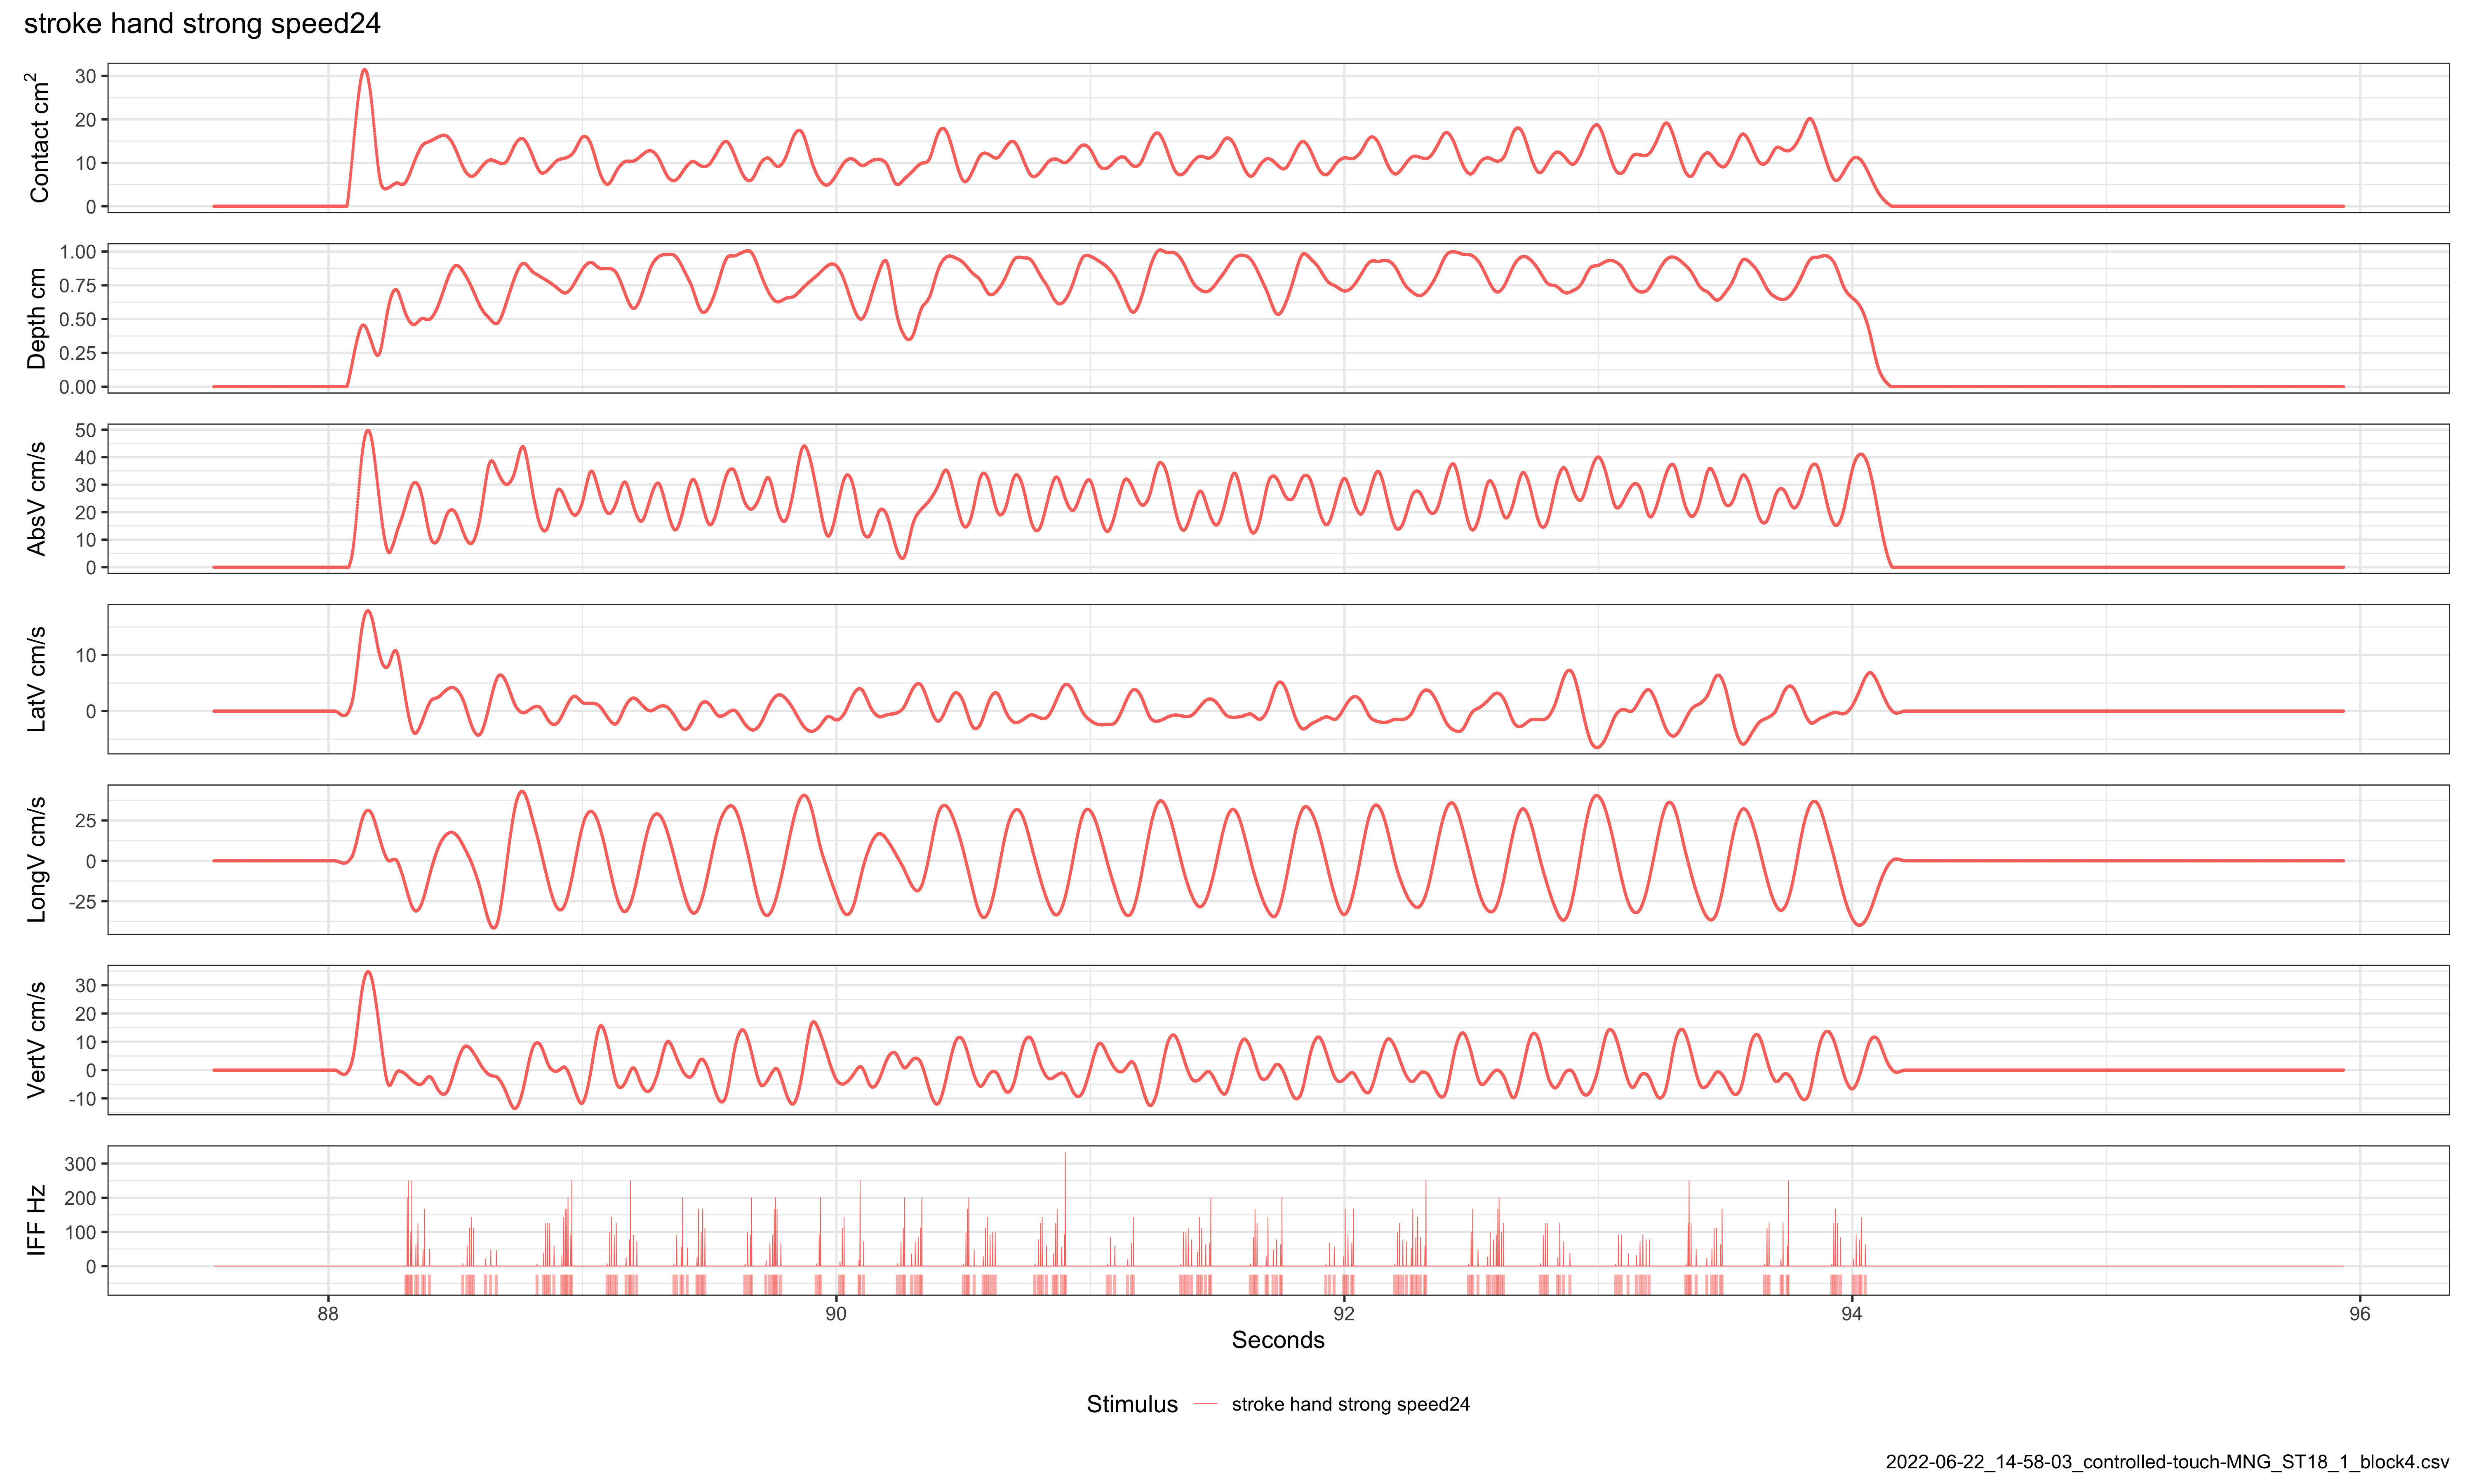 stroke hand strong speed24
Contact cm²
30
20
10
0
Depth cm
1.00
0.75
0.50
0.25
0.00
AbsV cm/s
50
40
30
20
10
0
LatV cm/s
10
0
LongV cm/s
25
0
-25
VertV cm/s
30
20
10
0
-10
IFF Hz
300
200
100
0
88 90 92 94 96
Seconds
Stimulus stroke hand strong speed24
2022-06-22_14-58-03_controlled-touch-MNG_ST18_1_block4.csv